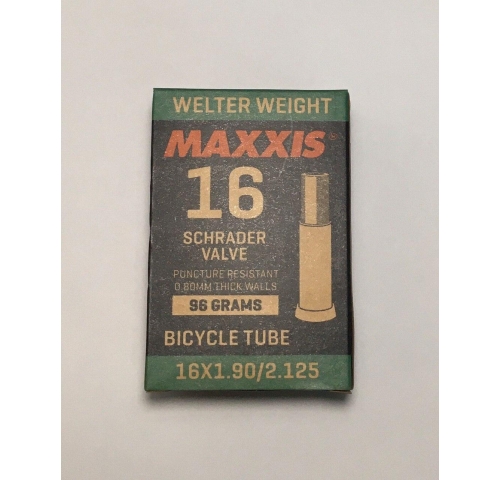 WELTER WEIGHT
MAXXIS®
16
SCHRADER
VALVE
PUNCTURE RESISTANT
0.80MM THICK WALLS
96 GRAMS
BICYCLE TUBE
16X1.90/2.125